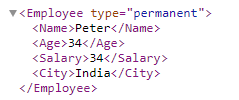 <Employee type="permanent">
<Name>Peter</Name>
<Age>34</Age>
<Salary>34</Salary>
<City>India</City>
</Employee>